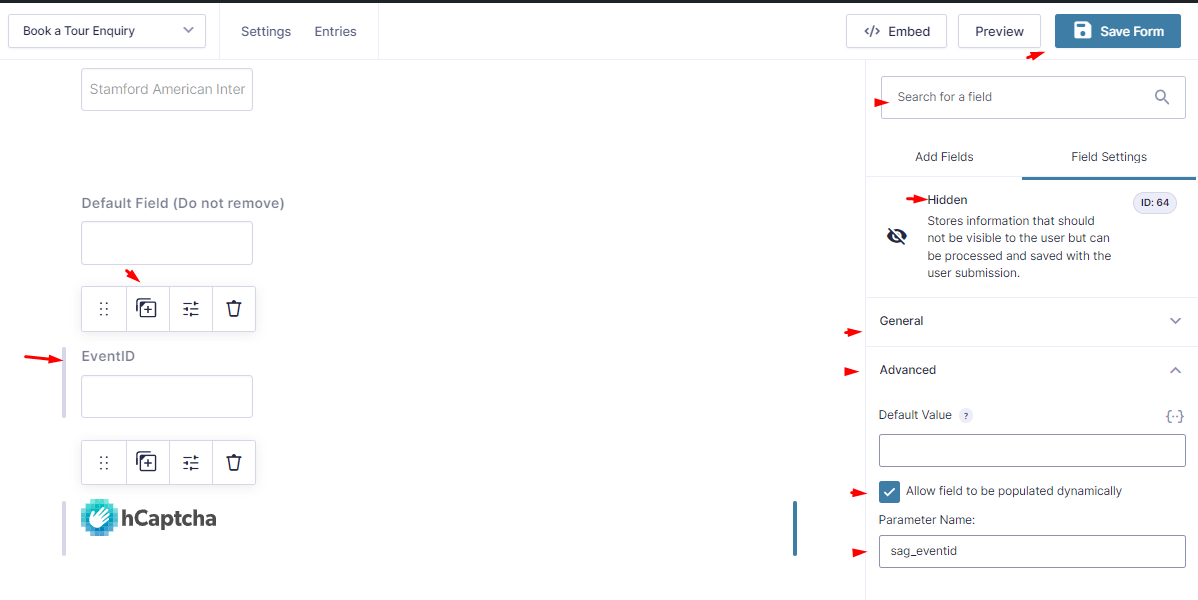 Book a Tour Enquiry
Settings
Entries
</> Embed
Preview
Save Form
Stamford American Inter
Default Field (Do not remove)
EventID
hCaptcha
Search for a field
Add Fields
Field Settings
Hidden
ID: 64
Stores information that should
not be visible to the user but can
be processed and saved with the
user submission.
General
Advanced
Default Value ?
Allow field to be populated dynamically
Parameter Name:
sag_eventid